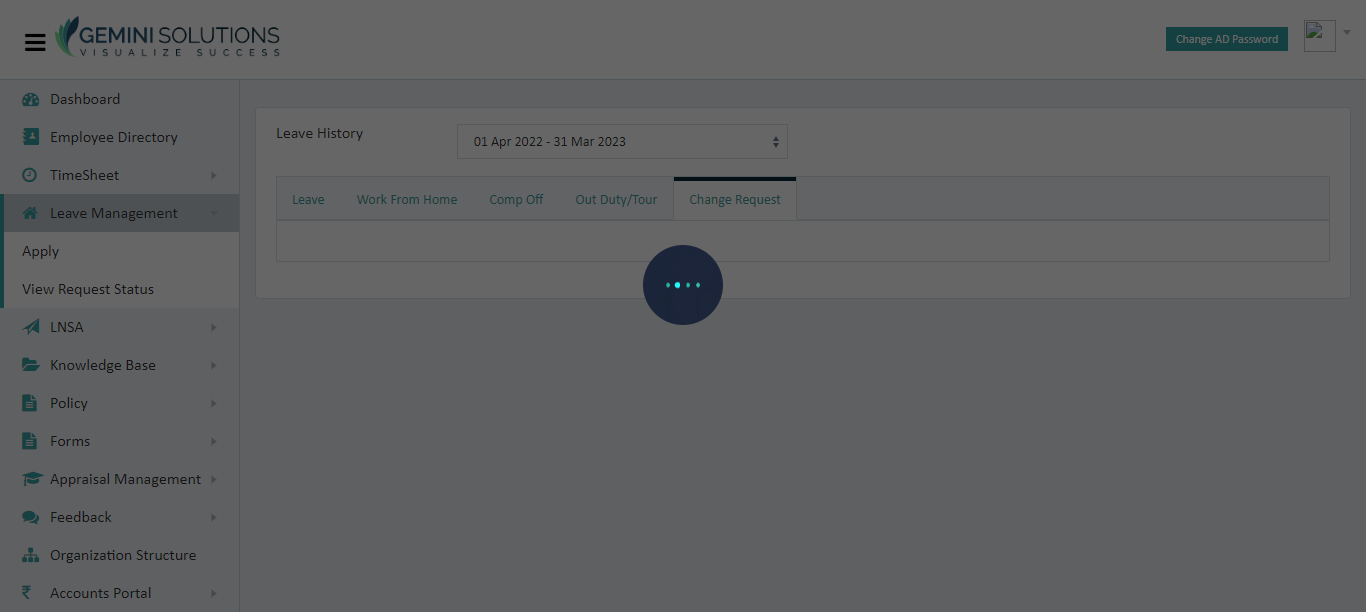 GEMINI SOLUTIONS
VISUALIZE SUCCESS
Change AD Password
Dashboard
Employee Directory
TimeSheet
Leave Management
Apply
View Request Status
LNSA
Knowledge Base
Policy
Forms
Appraisal Management
Feedback
Organization Structure
₹ Accounts Portal
Leave History
01 Apr 2022 - 31 Mar 2023
Leave Work From Home Comp Off Out Duty/Tour Change Request